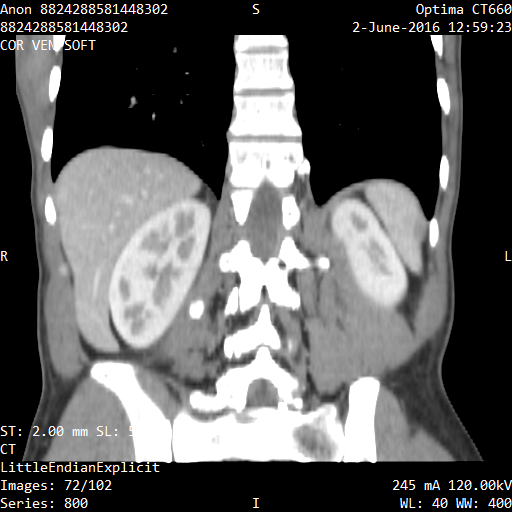 Anon 8824288581448302
S
Optima CT660
8824288581448302
2-June-2016 12:59:23
COR VEN SOFT
R
L
ST: 2.00 mm SL:
CT
LittleEndianExplicit
Images: 72/102
245 mA 120.00kV
Series: 800
I
WL: 40 WW: 400